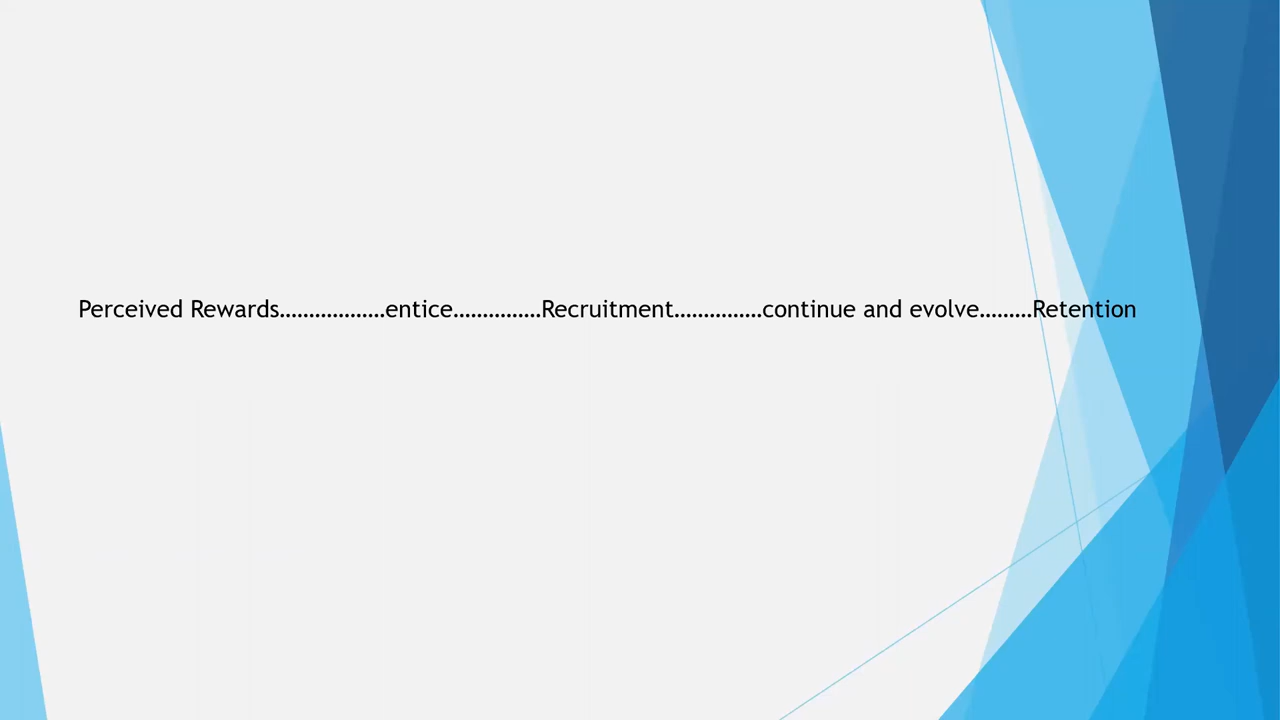 Perceived Rewards………………entice……………Recruitment……………continue and evolve………Retention